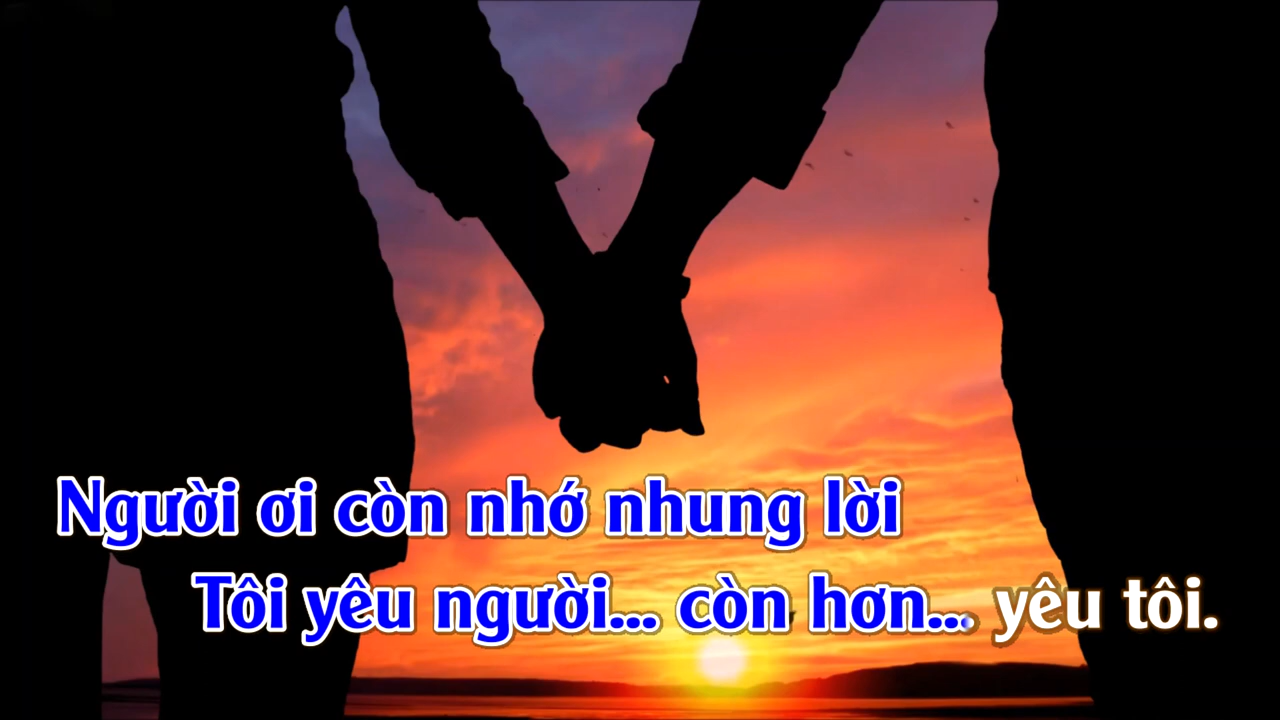 Người ơi còn nhớ nhung lời
Tôi yêu người... còn hơn... yêu tôi.